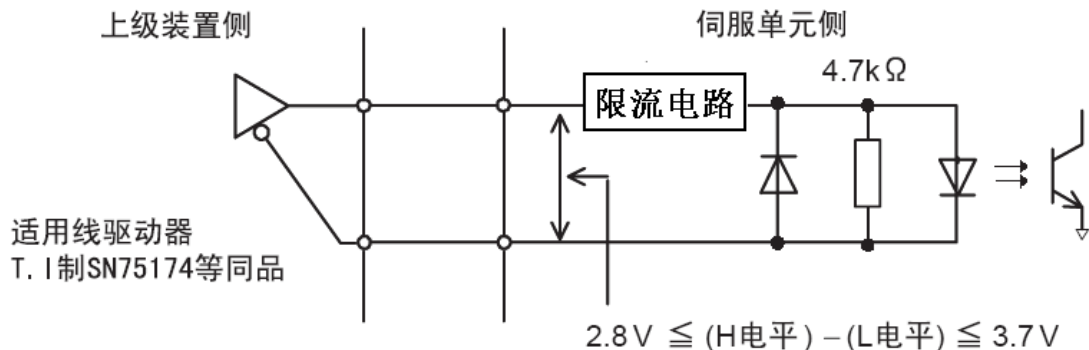 上级装置侧
伺服单元侧
4.7kΩ
限流电路
适用线驱动器
T.I制SN75174等同品
2.8V ≦ (H电平) – (L电平) ≦ 3.7V